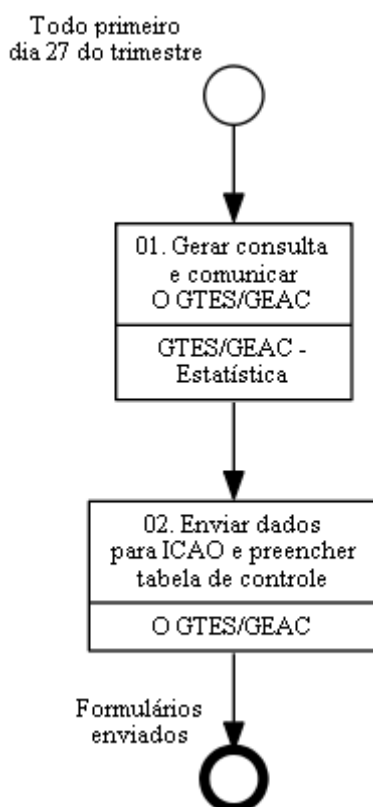 Todo primeiro
dia 27 do trimestre
01. Gerar consulta
e comunicar
O GTES/GEAC
GTES/GEAC -
Estatística
02. Enviar dados
para ICAO e preencher
tabela de controle
O GTES/GEAC
Formulários
enviados